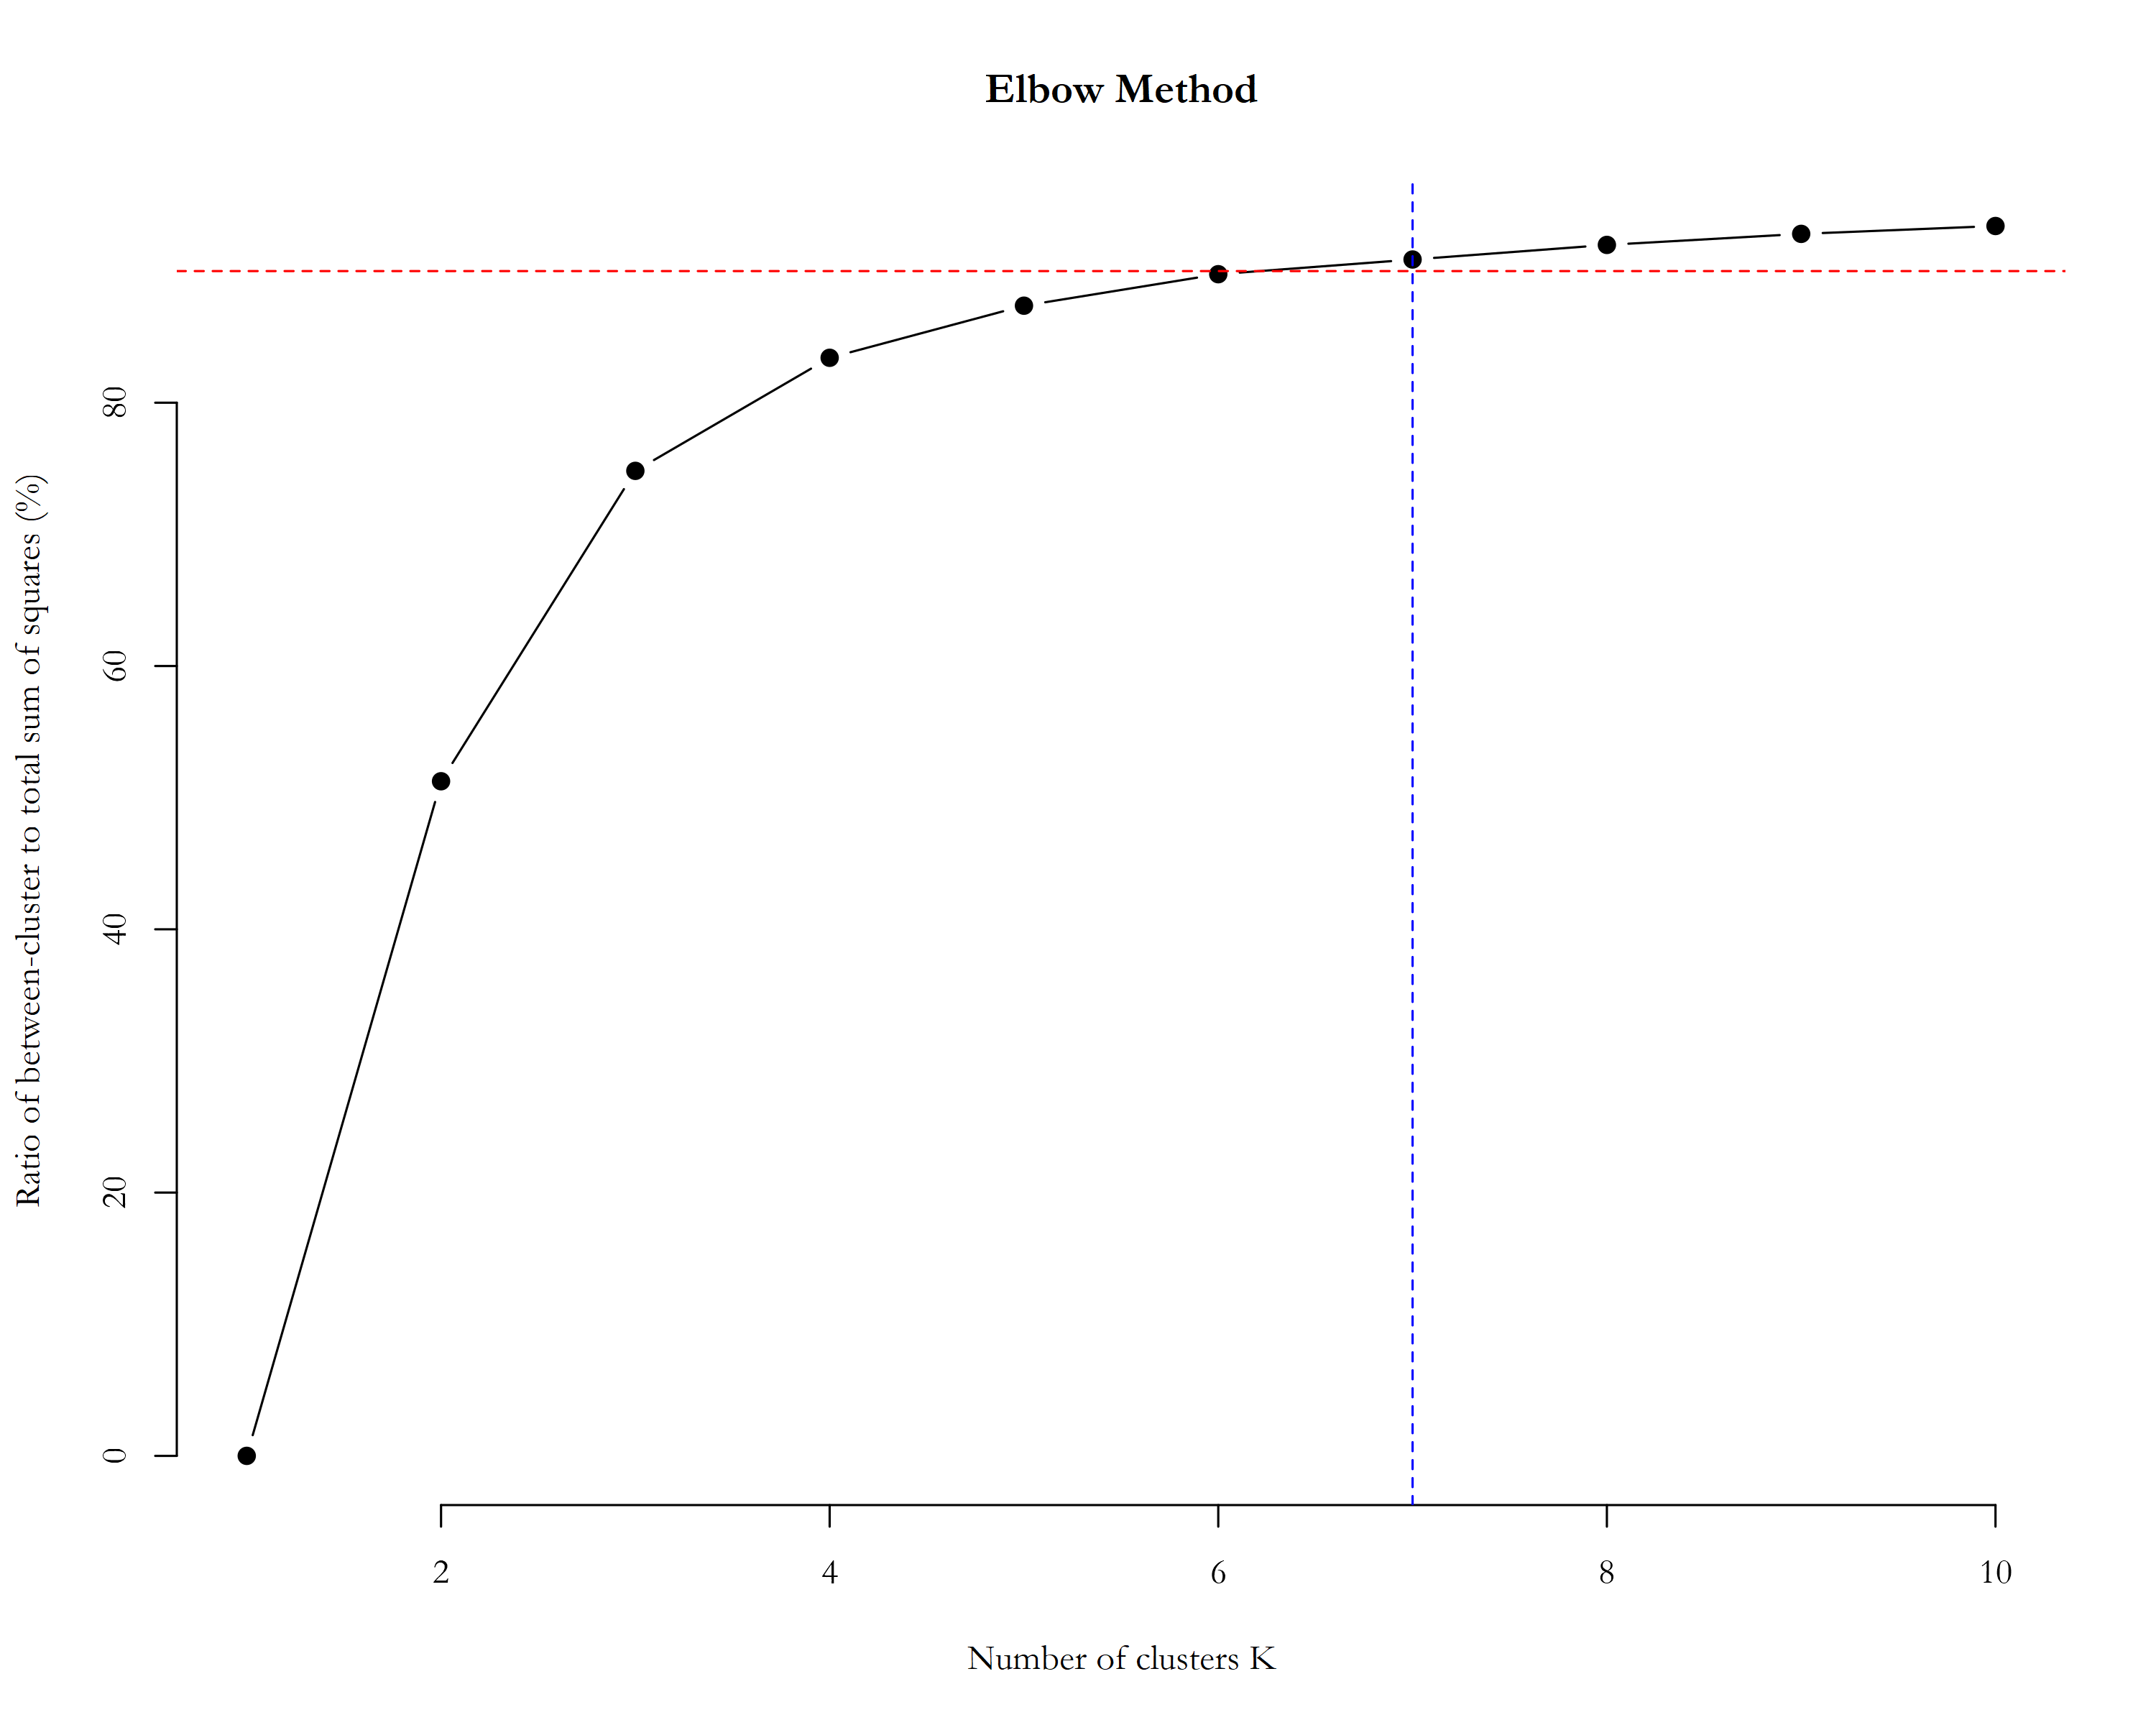 Elbow Method
Ratio of between-cluster to total sum of squares (%)
80
60
40
20
0
2 4 6 8 10
Number of clusters K